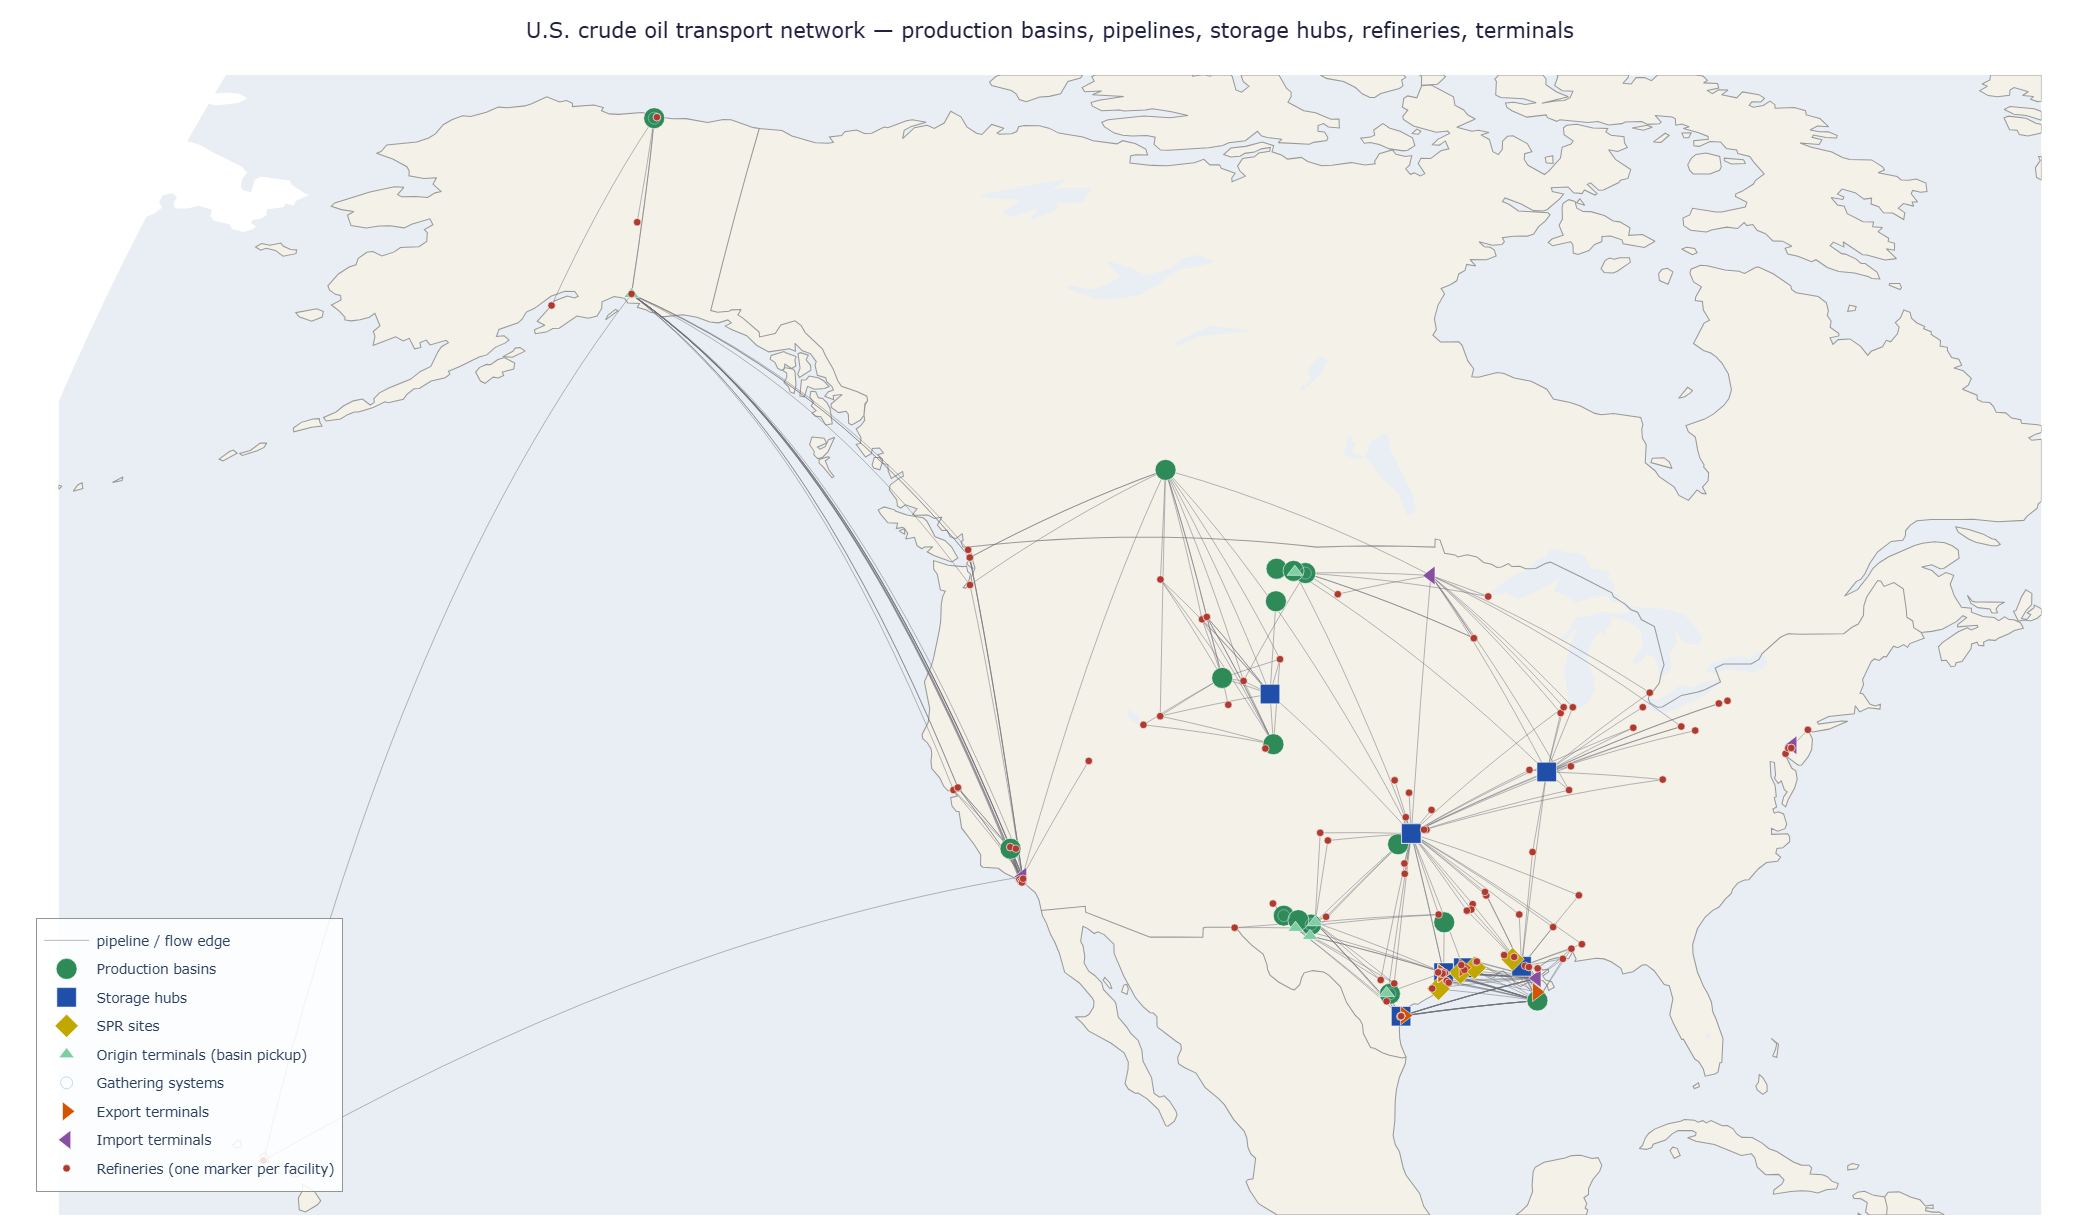 U.S. crude oil transport network — production basins, pipelines, storage hubs, refineries, terminals
pipeline / flow edge
Production basins
Storage hubs
SPR sites
Origin terminals (basin pickup)
Gathering systems
Export terminals
Import terminals
Refineries (one marker per facility)